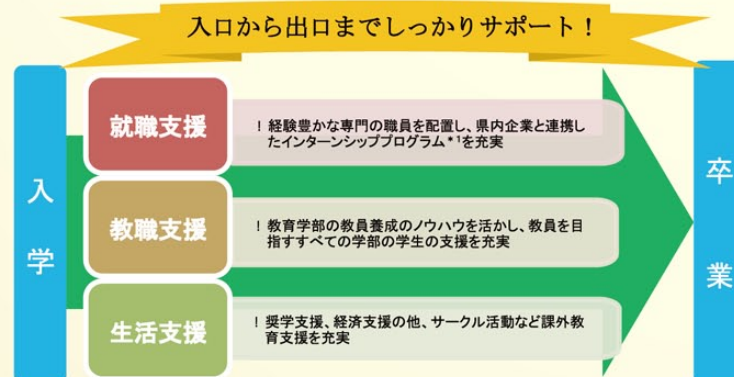 入口から出口までしっかりサポート！
入学
就職支援
！経験豊かな専門の職員を配置し、県内企業と連携し
たインターンシッププログラム*1を充実
教職支援
！教育学部の教員養成のノウハウを活かし、教員を目
指すすべての学部の学生の支援を充実
生活支援
！奨学支援、経済支援の他、サークル活動など課外教
育支援を充実
卒業